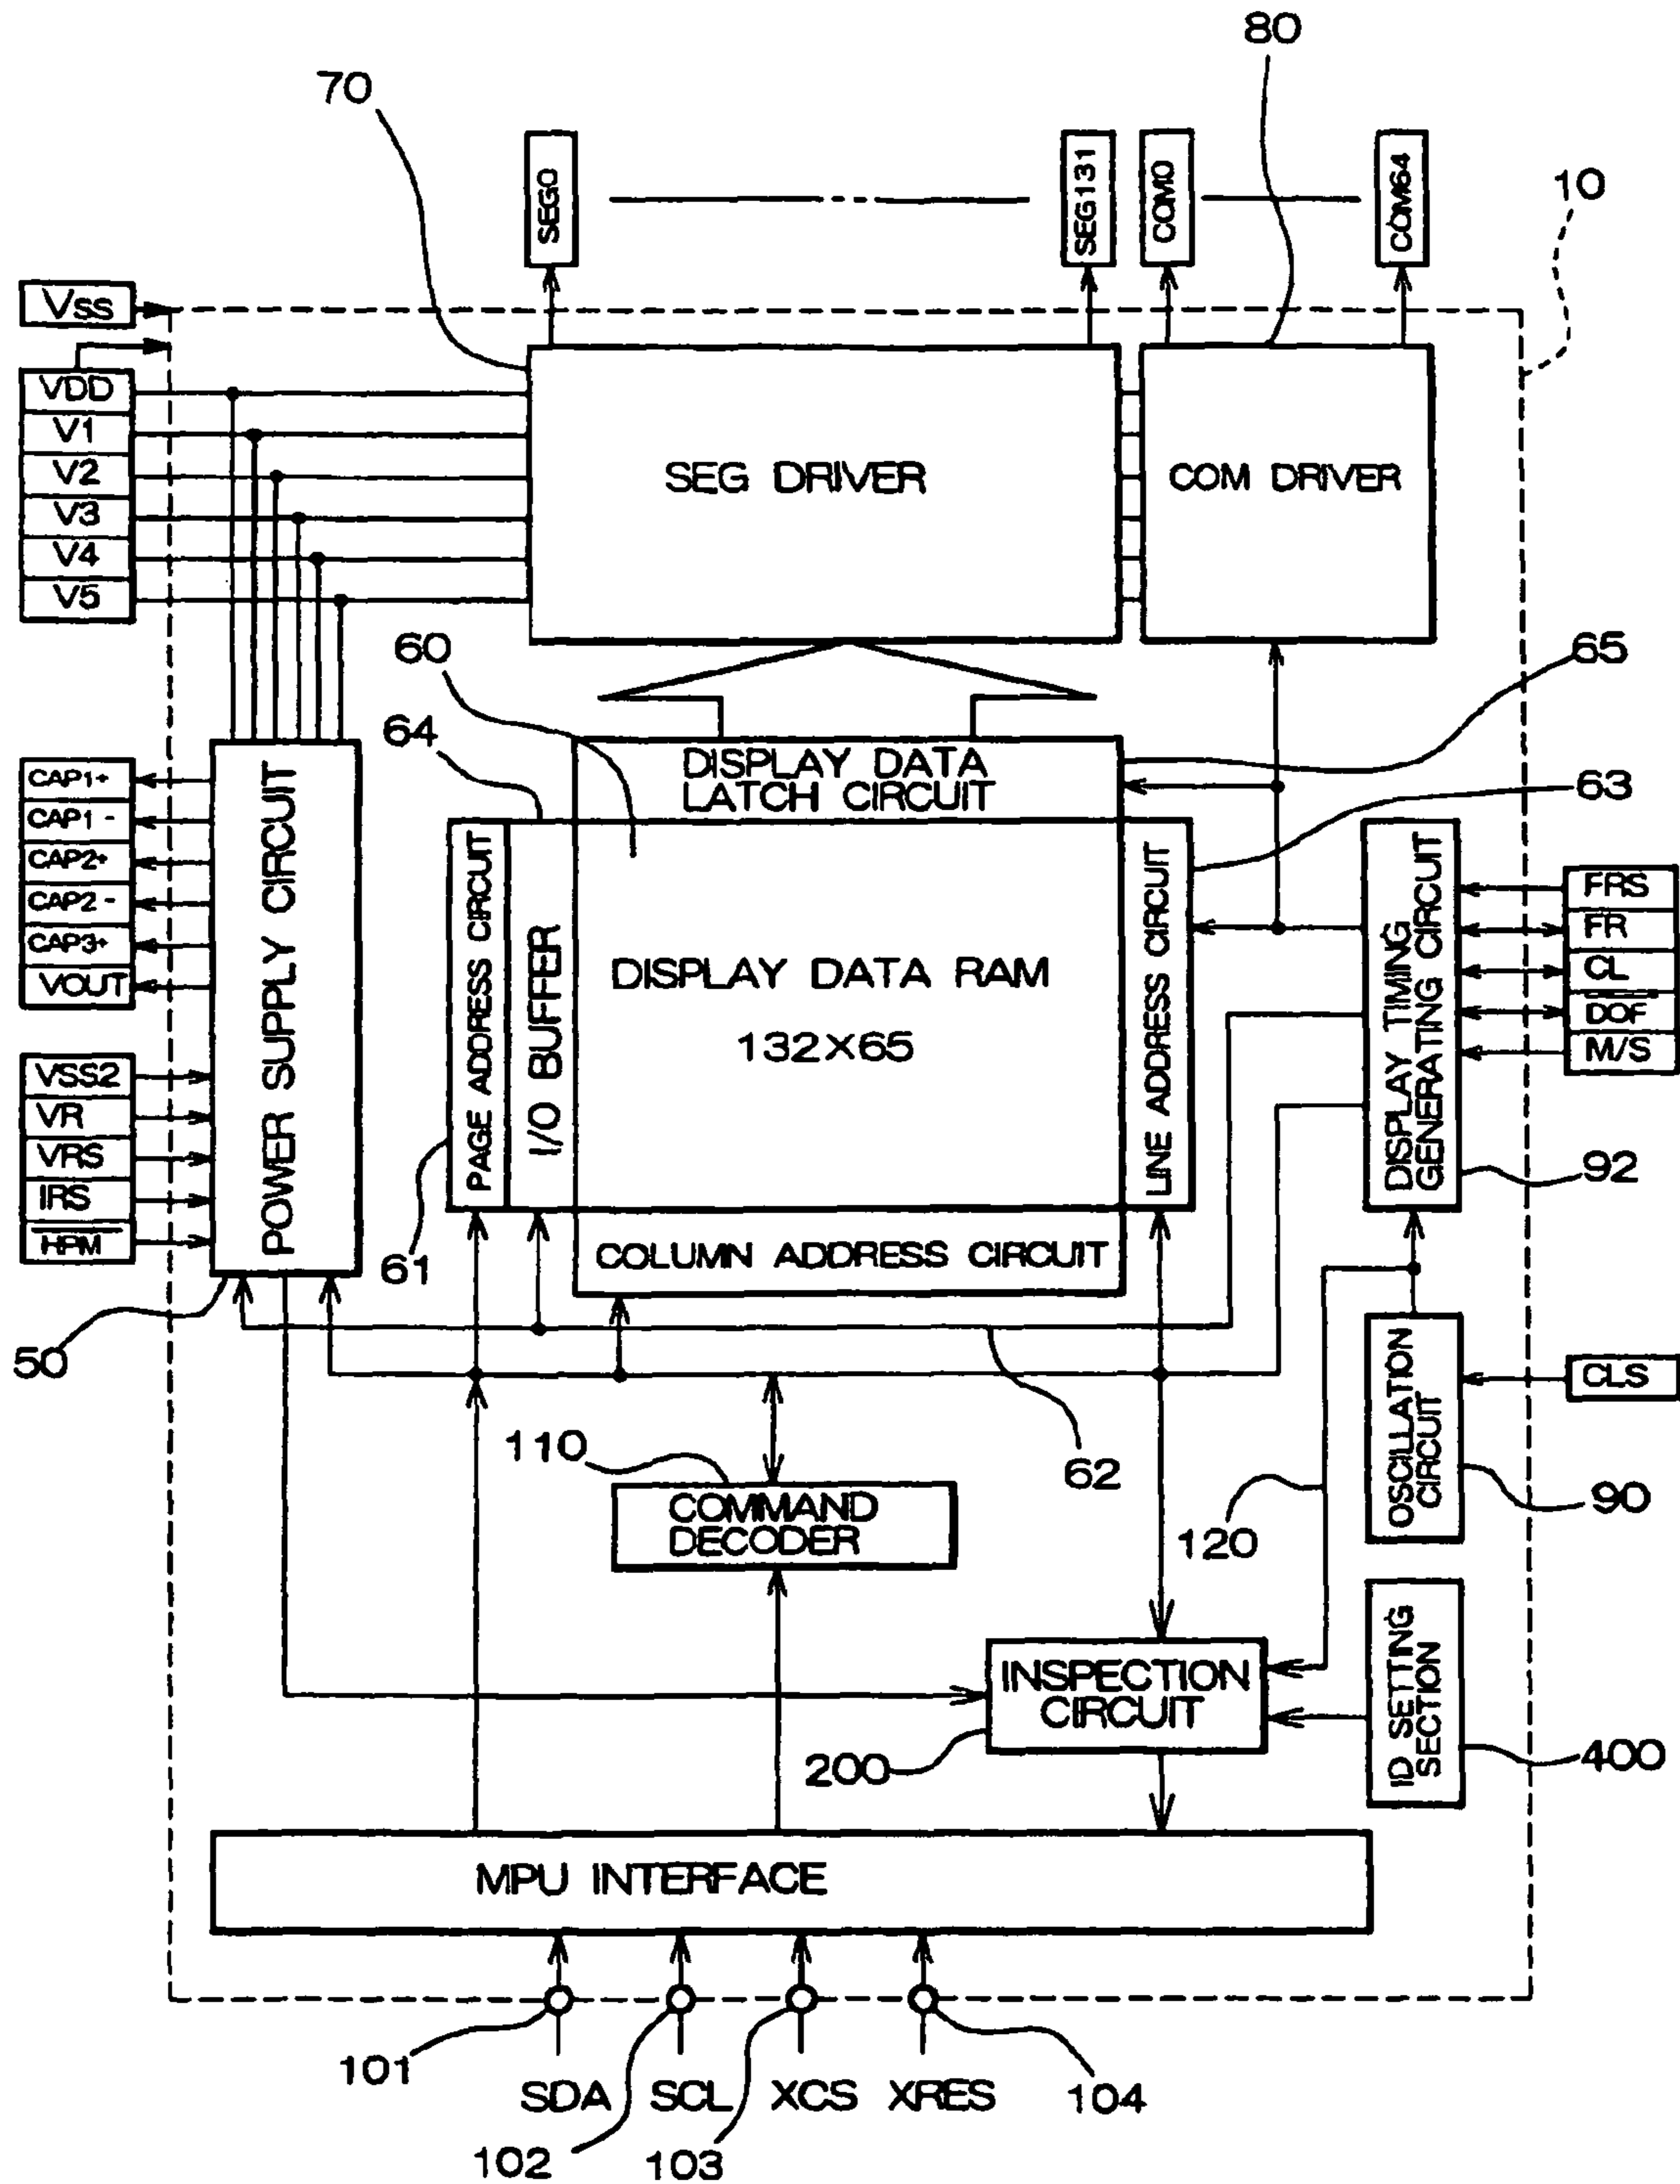 80
70
SEG0
SEG131
COM0
COM64
10
VSS
VDD
V1
V2
V3
V4
V5
SEG DRIVER
COM DRIVER
60
65
64
DISPLAY DATA
LATCH CIRCUIT
63
CAP1+
CAP1-
CAP2+
CAP2-
CAP3+
VOUT
POWER SUPPLY CIRCUIT
PAGE ADDRESS CIRCUIT
I/O BUFFER
DISPLAY DATA RAM
132X65
LINE ADDRESS CIRCUIT
DISPLAY TIMING
GENERATING CIRCUIT
FRS
FR
CL
DOF
M/S
VSS2
VR
VRS
IRS
HPM
92
61
COLUMN ADDRESS CIRCUIT
50
62
OSCILLATION
CIRCUIT
CLS
110
COMMAND
DECODER
120
90
INSPECTION
CIRCUIT
200
ID SETTING
SECTION
400
MPU INTERFACE
101
SDA
SCL
XCS
XRES
104
102
103